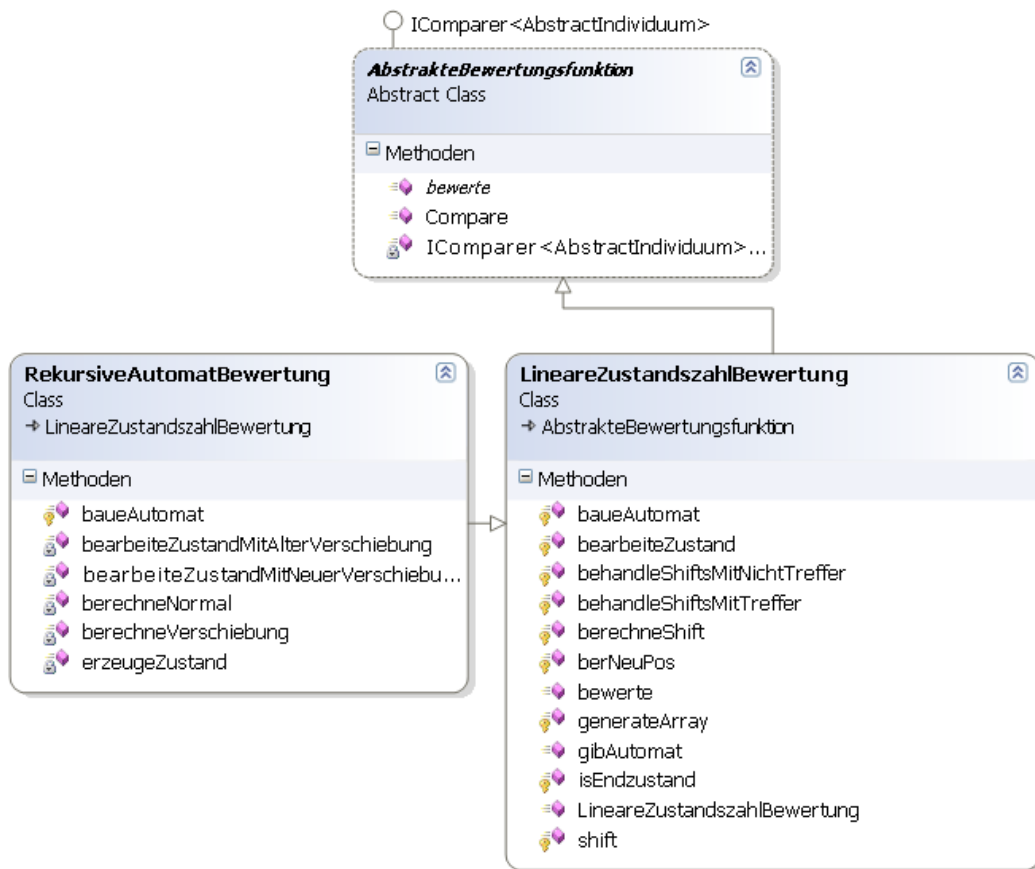 IComparer<AbstractIndividuum>
AbstrakteBewertungsfunktion
Abstract Class
Methoden
bewerte
Compare
IComparer<AbstractIndividuum>...
RekursiveAutomatBewertung
Class
LineareZustandszahlBewertung
Methoden
baueAutomat
bearbeiteZustandMitAlterVerschiebung
bearbeiteZustandMitNeuerVerschiebu...
berechneNormal
berechneVerschiebung
erzeugeZustand
LineareZustandszahlBewertung
Class
AbstrakteBewertungsfunktion
Methoden
baueAutomat
bearbeiteZustand
behandleShiftsMitNichtTreffer
behandleShiftsMitTreffer
berechneShift
berNeuPos
bewerte
generateArray
gibAutomat
isEndzustand
LineareZustandszahlBewertung
shift